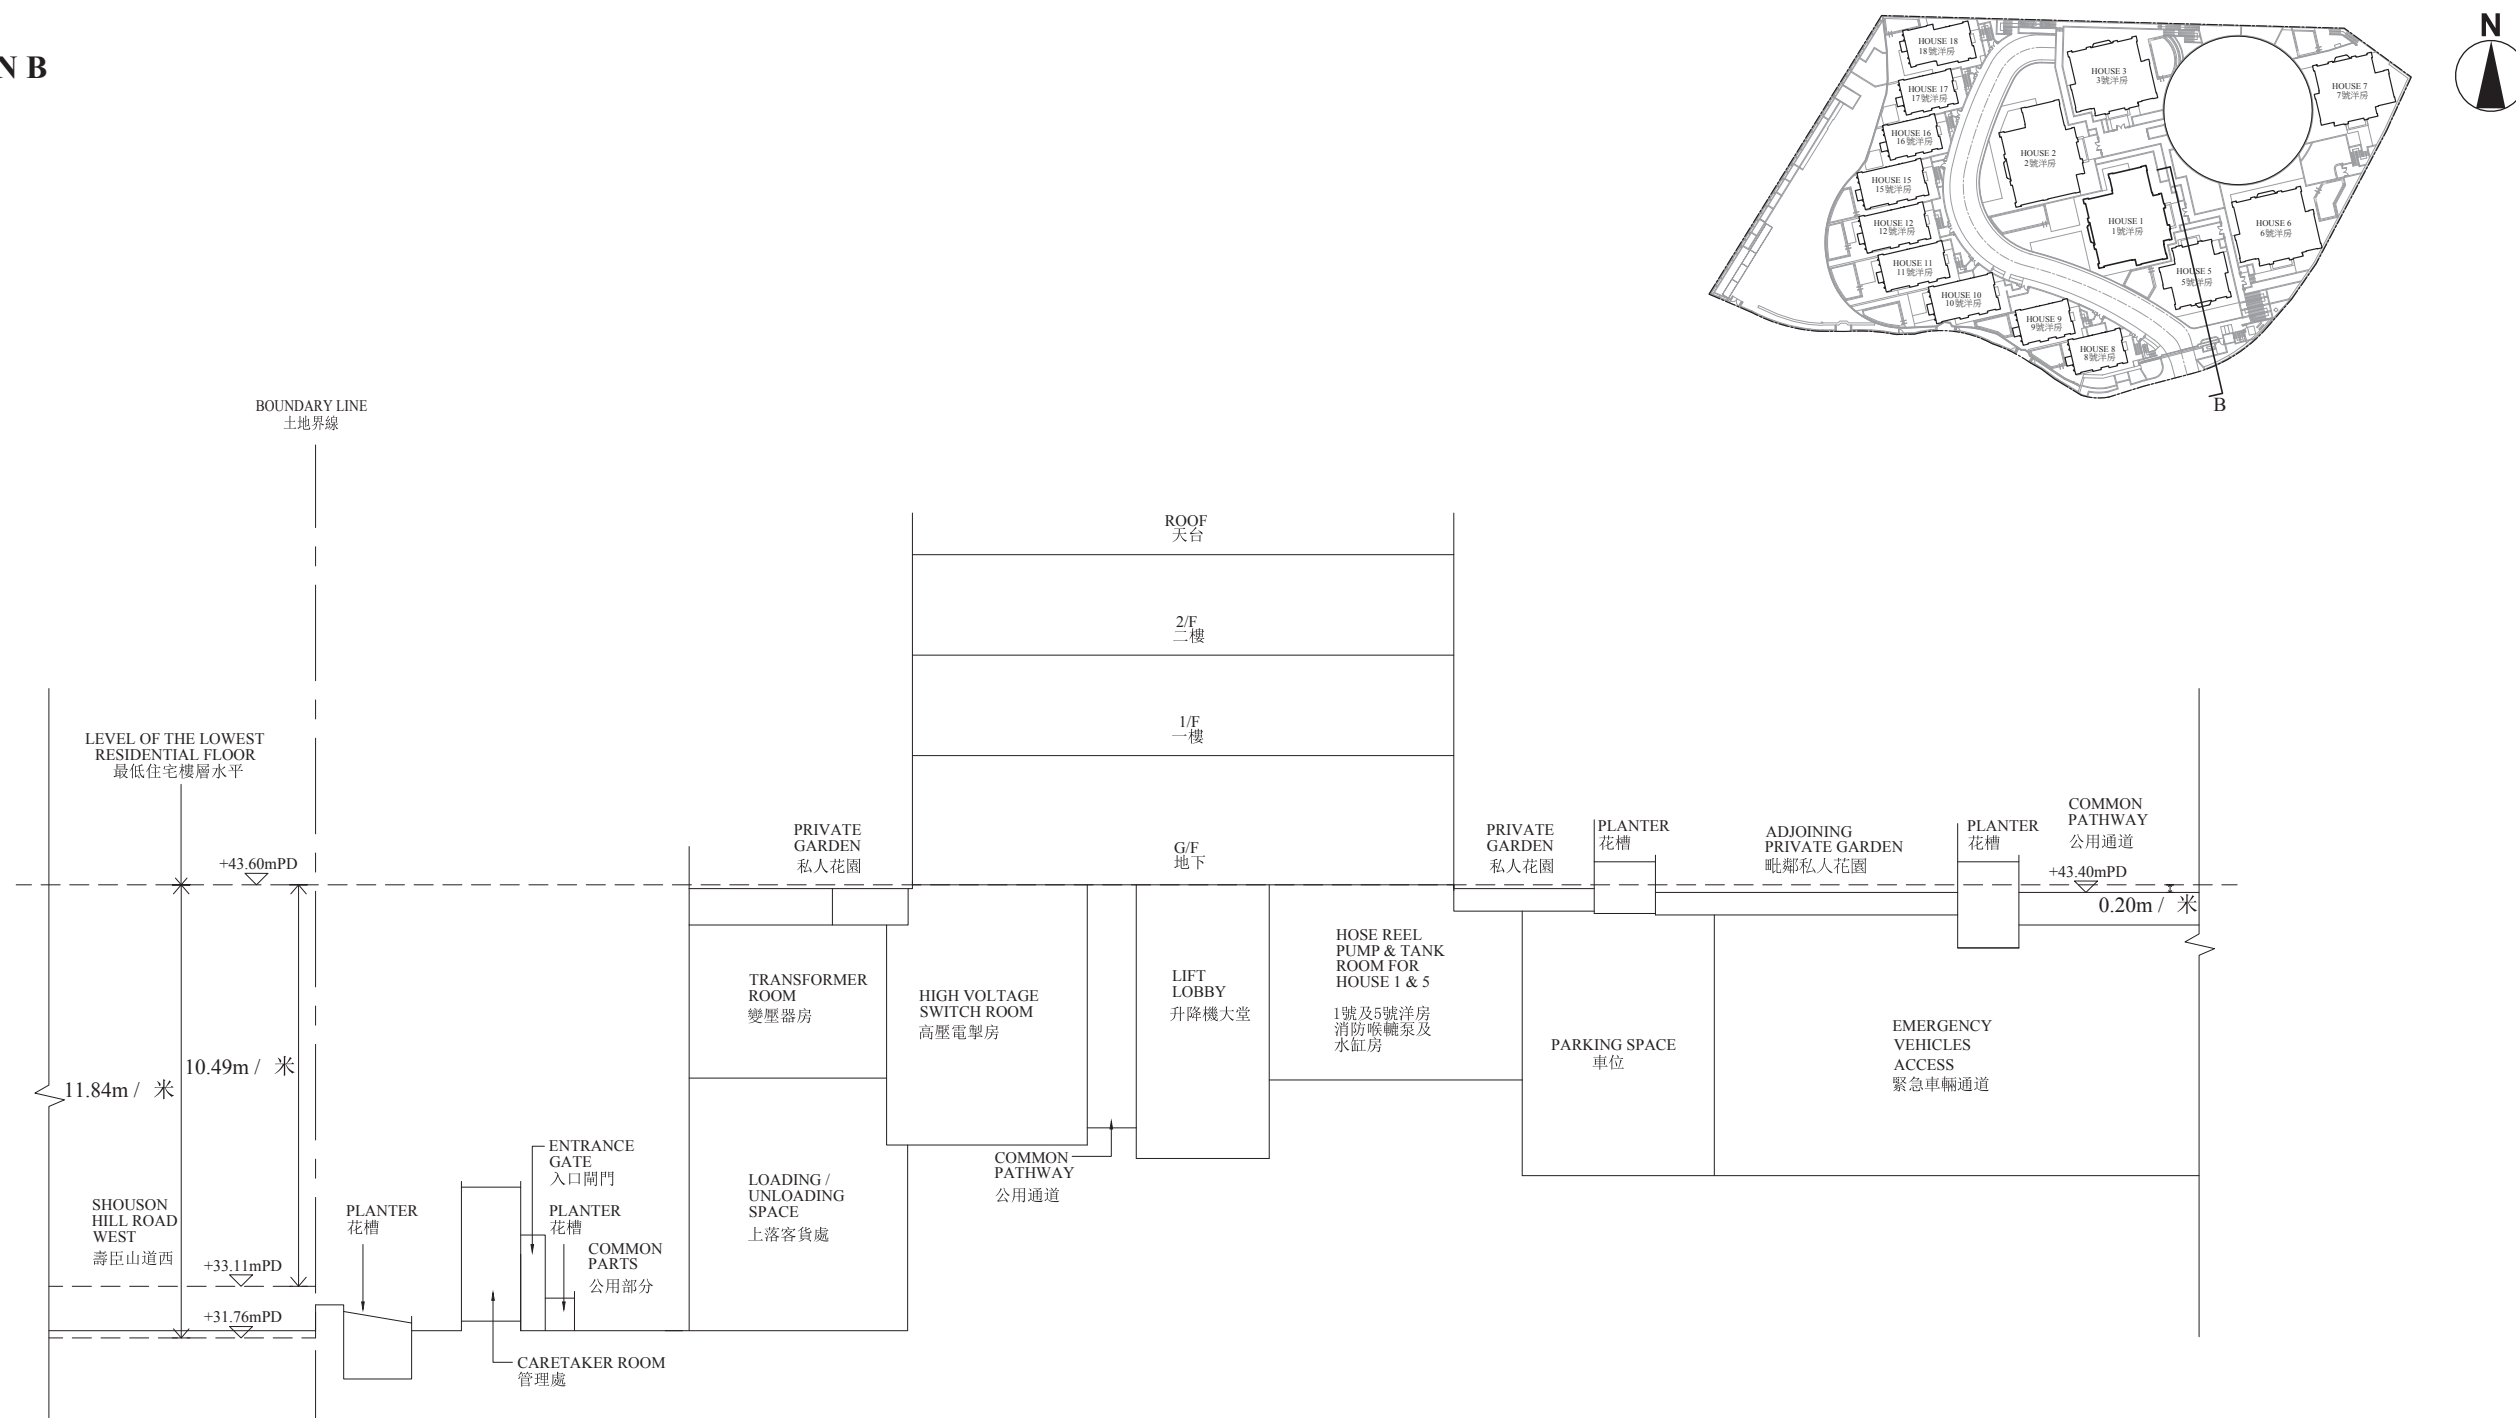 N B
N
HOUSE 18
18號洋房
HOUSE 17
17號洋房
HOUSE 16
16號洋房
HOUSE 15
15號洋房
HOUSE 12
12號洋房
HOUSE 11
11號洋房
HOUSE 10
10號洋房
HOUSE 9
9號洋房
HOUSE 8
8號洋房
HOUSE 3
3號洋房
HOUSE 2
2號洋房
HOUSE 1
1號洋房
HOUSE 7
7號洋房
HOUSE 6
6號洋房
HOUSE 5
5號洋房
B
BOUNDARY LINE
土地界線
ROOF
天台
2/F
二樓
1/F
一樓
G/F
地下
LEVEL OF THE LOWEST
RESIDENTIAL FLOOR
最低住宅樓層水平
+43.60mPD
PRIVATE
GARDEN
私人花園
PRIVATE
GARDEN
私人花園
PLANTER
花槽
ADJOINING
PRIVATE GARDEN
毗鄰私人花園
PLANTER
花槽
COMMON
PATHWAY
公用通道
+43.40mPD
0.20m / 米
TRANSFORMER
ROOM
變壓器房
HIGH VOLTAGE
SWITCH ROOM
高壓電掣房
LIFT
LOBBY
升降機大堂
HOSE REEL
PUMP & TANK
ROOM FOR
HOUSE 1 & 5
1號及5號洋房
消防喉轆泵及
水缸房
PARKING SPACE
車位
EMERGENCY
VEHICLES
ACCESS
緊急車輛通道
10.49m / 米
11.84m / 米
ENTRANCE
GATE
入口閘門
COMMON
PATHWAY
公用通道
LOADING /
UNLOADING
SPACE
上落客貨處
SHOUSON
HILL ROAD
WEST
壽臣山道西
PLANTER
花槽
PLANTER
花槽
COMMON
PARTS
公用部分
+33.11mPD
+31.76mPD
CARETAKER ROOM
管理處